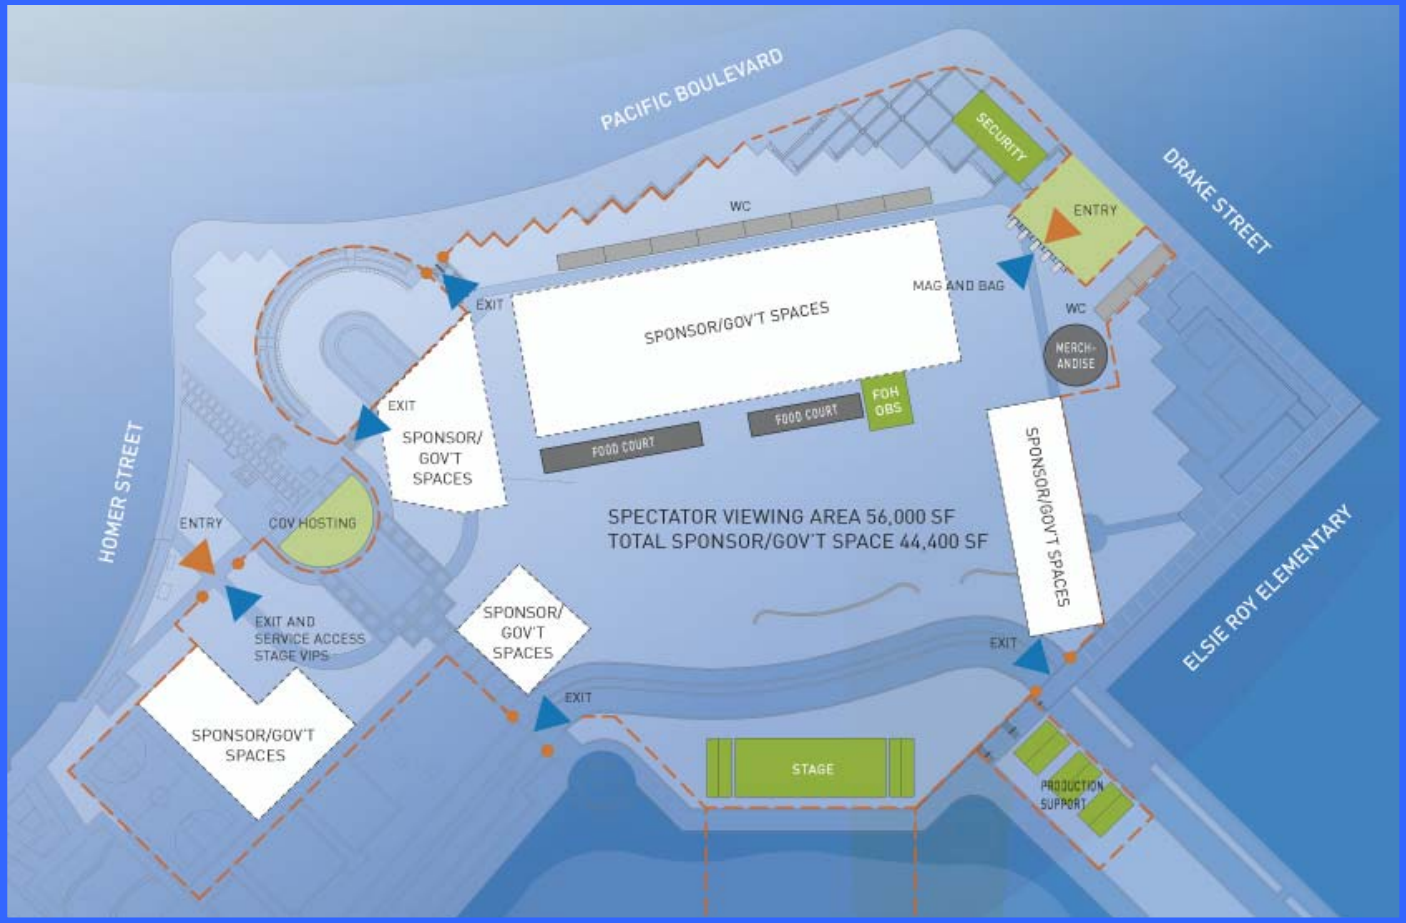 PACIFIC BOULEVARD
SECURITY
DRAKE STREET
ENTRY
WC
MAG AND BAG
EXIT
SPONSOR/GOV'T SPACES
WC
MERCH-
ANDISE
FOH
OBS
FOOD COURT
FOOD COURT
EXIT
SPONSOR/
GOV'T
SPACES
HOMER STREET
ENTRY
COV HOSTING
SPECTATOR VIEWING AREA 56,000 SF
TOTAL SPONSOR/GOV'T SPACE 44,400 SF
SPONSOR/GOV'T SPACES
ELSIE ROY ELEMENTARY
EXIT AND
SERVICE ACCESS
STAGE VIPS
SPONSOR/
GOV'T
SPACES
EXIT
EXIT
SPONSOR/GOV'T
SPACES
STAGE
PRODUCTION
SUPPORT